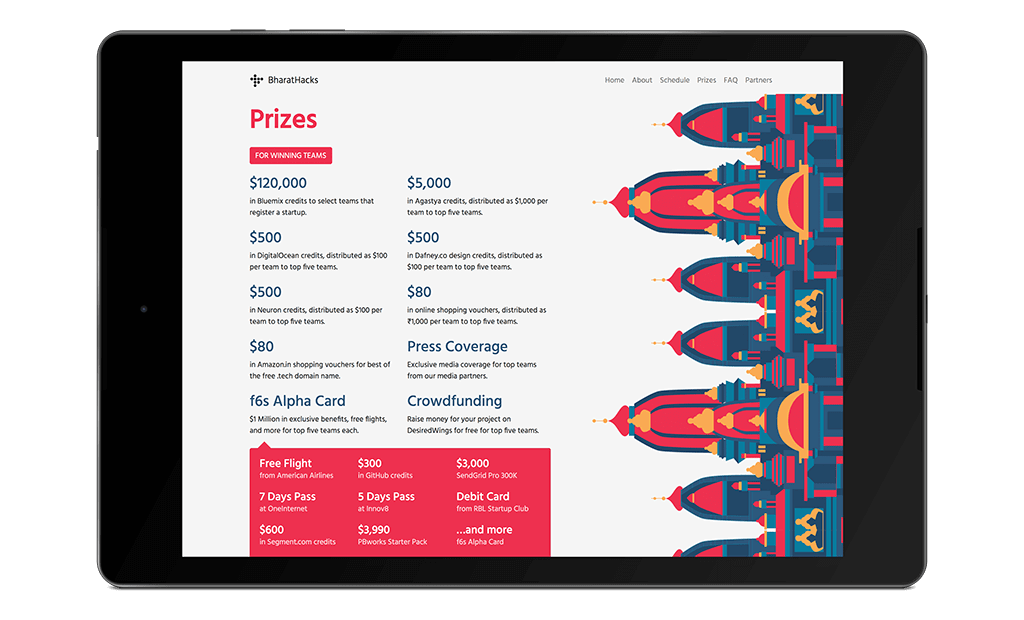 BharatHacks
Home About Schedule Prizes FAQ Partners
Prizes
FOR WINNING TEAMS
$120,000
in Bluemix credits to select teams that
register a startup.
$5,000
in Agastya credits, distributed as $1,000 per
team to top five teams.
$500
in DigitalOcean credits, distributed as $100
per team to top five teams.
$500
in Dafney.co design credits, distributed as
$100 per team to top five teams.
$500
in Neuron credits, distributed as $100 per
team to top five teams.
$80
in online shopping vouchers, distributed as
₹1,000 per team to top five teams.
$80
in Amazon.in shopping vouchers for best of
the free .tech domain name.
Press Coverage
Exclusive media coverage for top teams
from our media partners.
f6s Alpha Card
$1 Million in exclusive benefits, free flights,
and more for top five teams each.
Crowdfunding
Raise money for your project on
DesiredWings for free for top five teams.
Free Flight
from American Airlines
$300
in GitHub credits
$3,000
SendGrid Pro 300K
7 Days Pass
at OneInternet
5 Days Pass
at Innov8
Debit Card
from RBL Startup Club
$600
in Segment.com credits
$3,990
PBworks Starter Pack
...and more
f6s Alpha Card